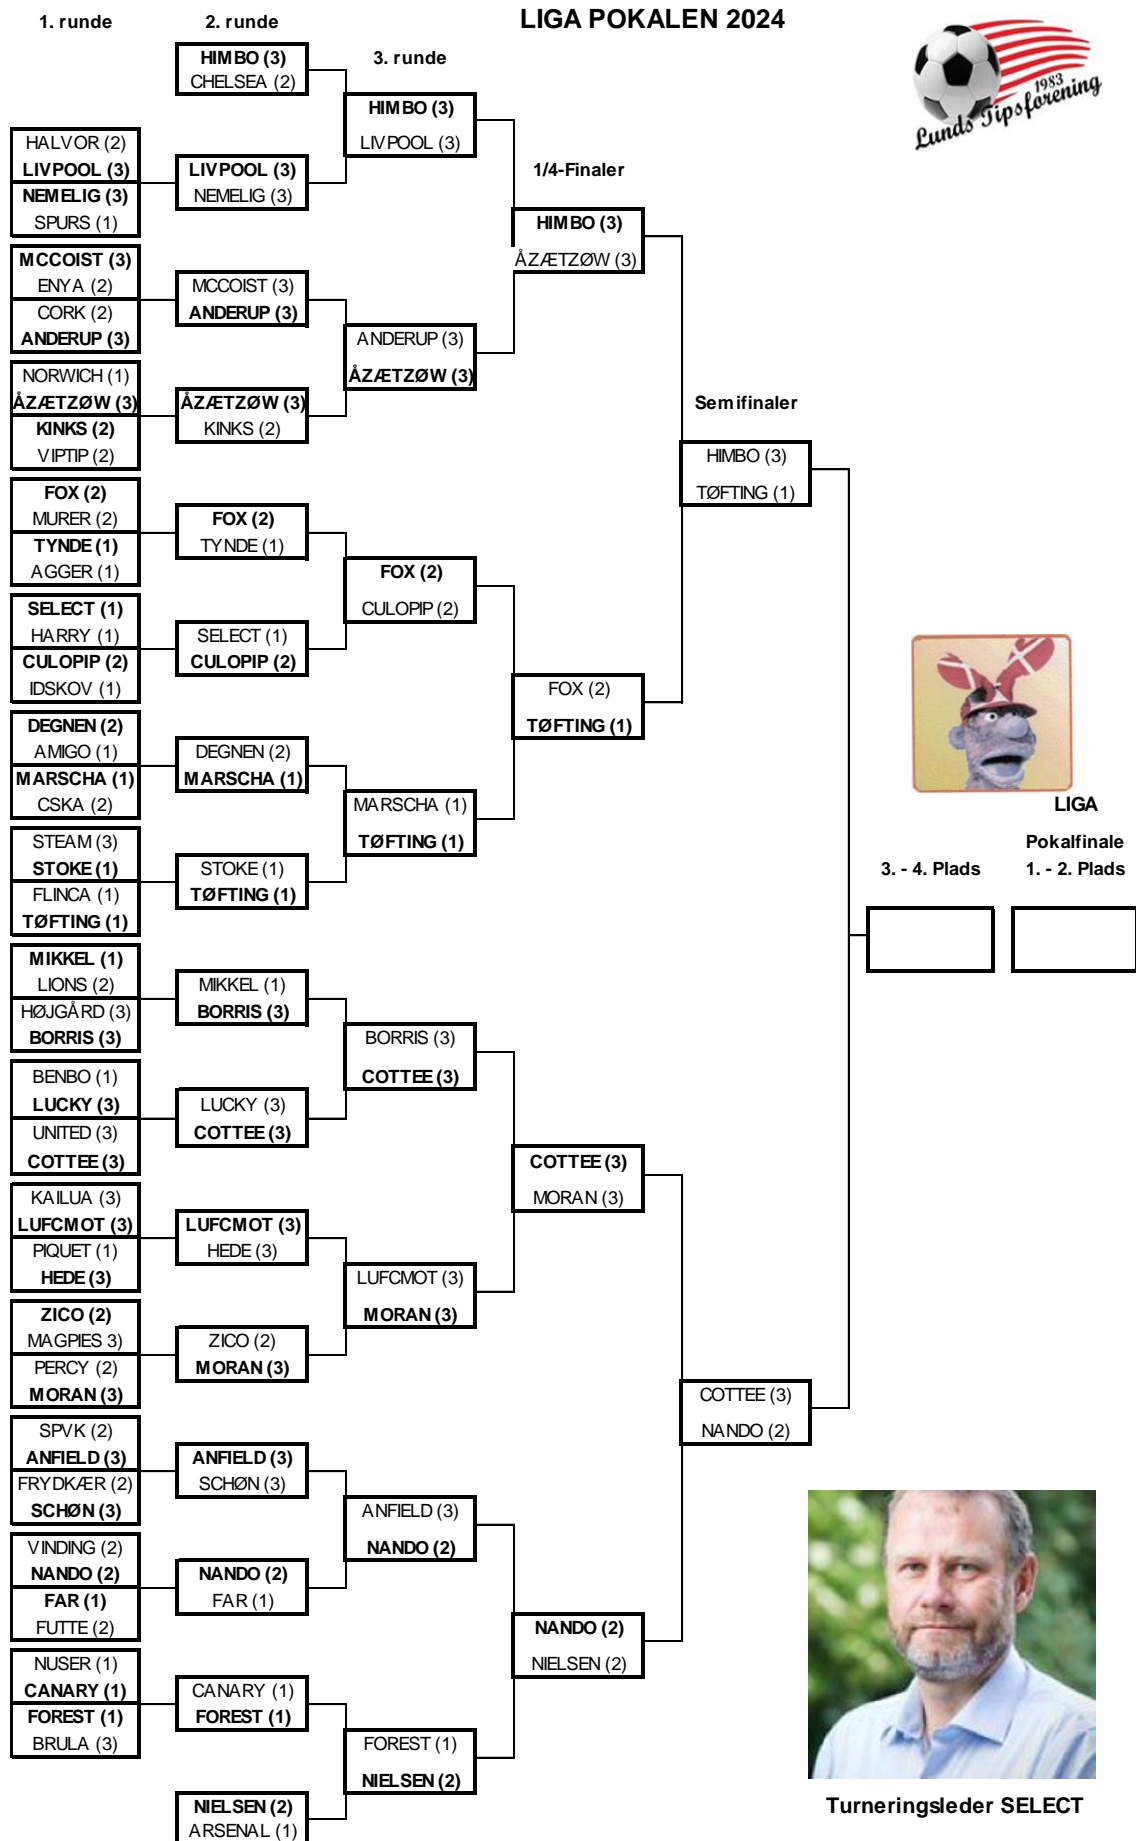 LIGA POKALEN 2024
1983
Lunds Tipsforening
1. runde
HALVOR (2)
LIVPOOL (3)
NEMELIG (3)
SPURS (1)
MCCOIST (3)
ENYA (2)
CORK (2)
ANDERUP (3)
NORWICH (1)
ÅZÆTZØW (3)
KINKS (2)
VIPTIP (2)
FOX (2)
MURER (2)
TYNDE (1)
AGGER (1)
SELECT (1)
HARRY (1)
CULOPIP (2)
IDSKOV (1)
DEGNEN (2)
AMIGO (1)
MARSCHA (1)
CSKA (2)
STEAM (3)
STOKE (1)
FLINCA (1)
TØFTING (1)
MIKKEL (1)
LIONS (2)
HØJGÅRD (3)
BORRIS (3)
BENBO (1)
LUCKY (3)
UNITED (3)
COTTEE (3)
KAILUA (3)
LUFCMOT (3)
PIQUET (1)
HEDE (3)
ZICO (2)
MAGPIES 3)
PERCY (2)
MORAN (3)
SPVK (2)
ANFIELD (3)
FRYDKÆR (2)
SCHØN (3)
VINDING (2)
NANDO (2)
FAR (1)
FUTTE (2)
NUSER (1)
CANARY (1)
FOREST (1)
BRULA (3)
2. runde
HIMBO (3)
CHELSEA (2)
LIVPOOL (3)
NEMELIG (3)
MCCOIST (3)
ANDERUP (3)
ÅZÆTZØW (3)
KINKS (2)
FOX (2)
TYNDE (1)
SELECT (1)
CULOPIP (2)
DEGNEN (2)
MARSCHA (1)
STOKE (1)
TØFTING (1)
MIKKEL (1)
BORRIS (3)
LUCKY (3)
COTTEE (3)
LUFCMOT (3)
HEDE (3)
ZICO (2)
MORAN (3)
ANFIELD (3)
SCHØN (3)
NANDO (2)
FAR (1)
CANARY (1)
FOREST (1)
NIELSEN (2)
ARSENAL (1)
3. runde
HIMBO (3)
LIVPOOL (3)
ANDERUP (3)
ÅZÆTZØW (3)
FOX (2)
CULOPIP (2)
MARSCHA (1)
TØFTING (1)
BORRIS (3)
COTTEE (3)
LUFCMOT (3)
MORAN (3)
ANFIELD (3)
NANDO (2)
FOREST (1)
NIELSEN (2)
1/4-Finaler
HIMBO (3)
ÅZÆTZØW (3)
FOX (2)
TØFTING (1)
COTTEE (3)
MORAN (3)
NANDO (2)
NIELSEN (2)
Semifinaler
HIMBO (3)
TØFTING (1)
COTTEE (3)
NANDO (2)
LIGA
Pokalfinale
3. - 4. Plads
1. - 2. Plads
Turneringsleder SELECT